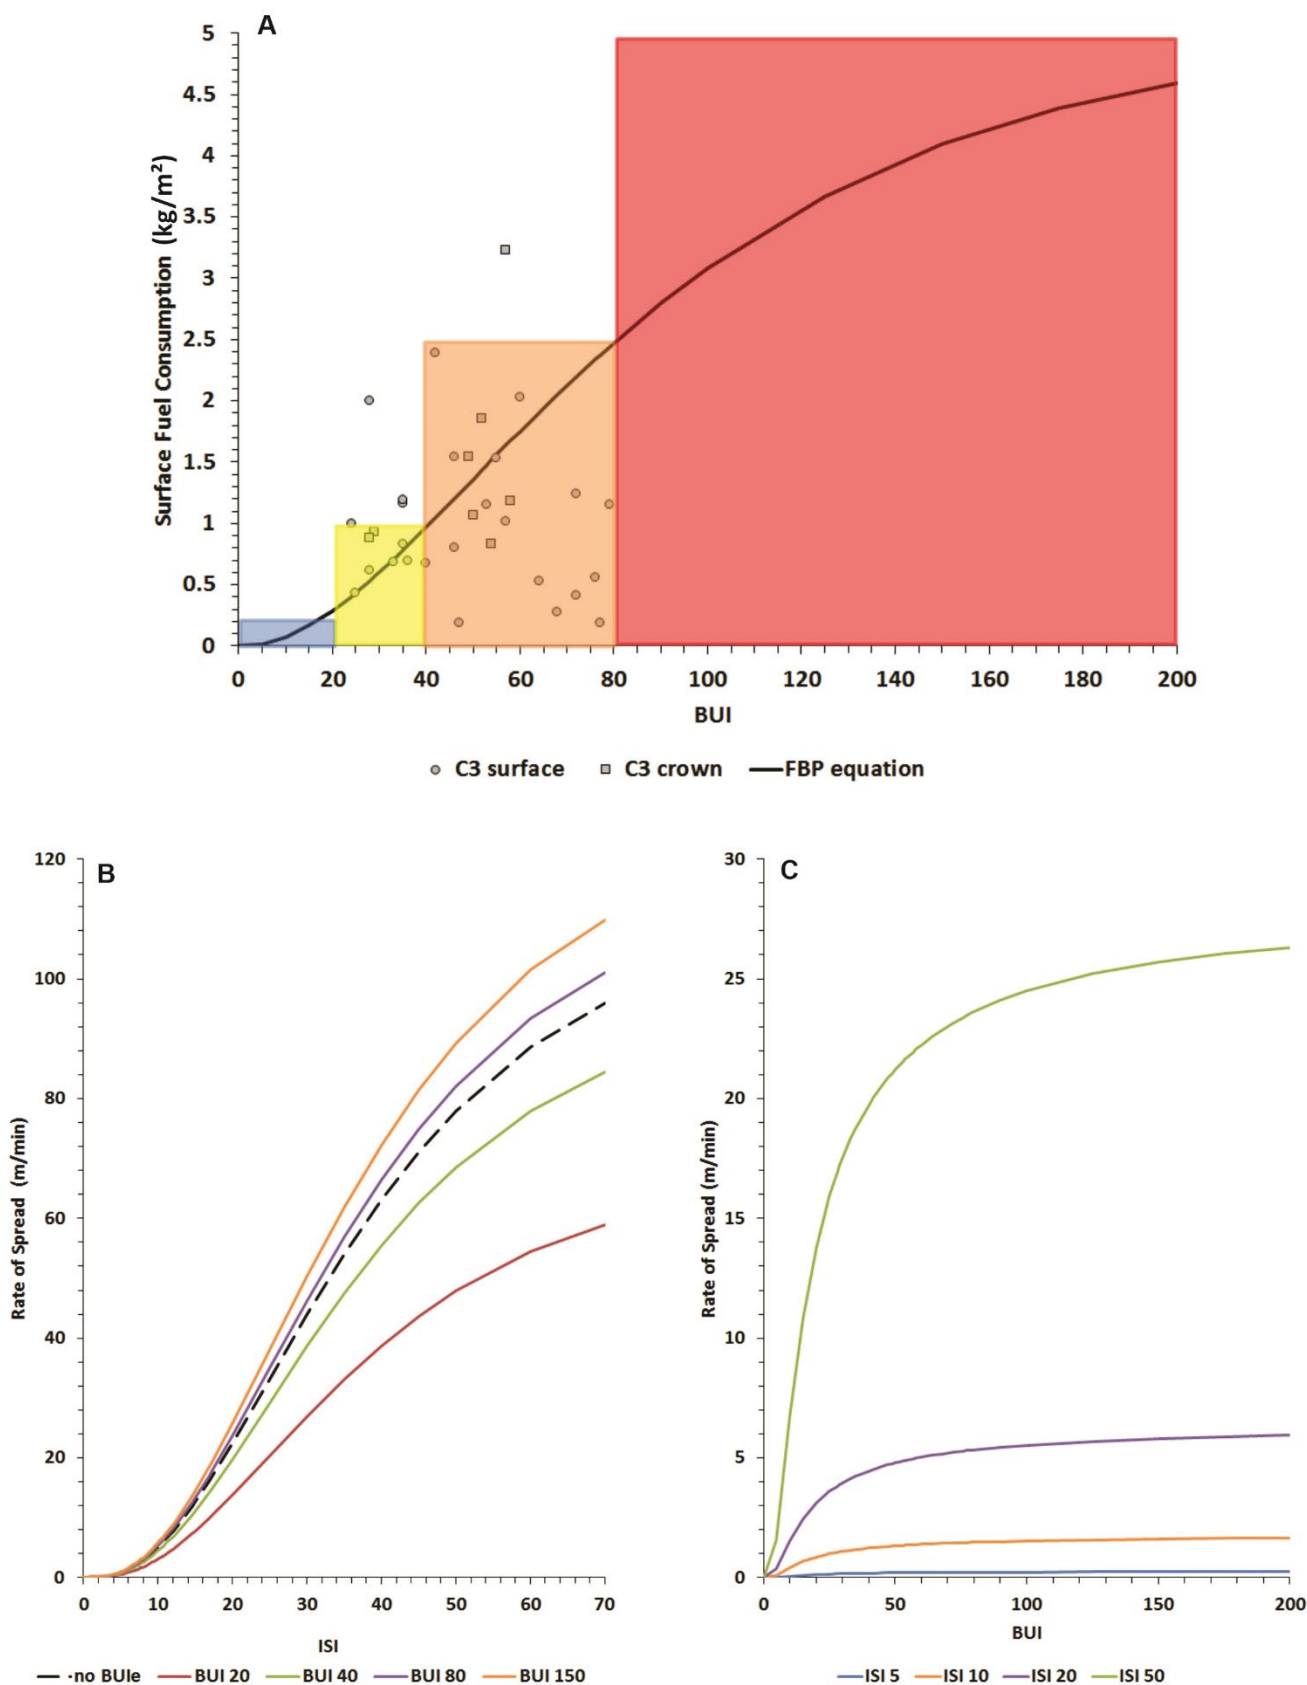 A
5
4.5
4
3.5
3
2.5
2
1.5
1
0.5
0
Surface Fuel Consumption (kg/m²)
0 20 40 60 80 100 120 140 160 180 200
BUI
C3 surface C3 crown FBP equation
B
120
100
80
60
40
20
0
Rate of Spread (m/min)
0 10 20 30 40 50 60 70
ISI
no BUIe BUI 20 BUI 40 BUI 80 BUI 150
C
30
25
20
15
10
5
0
Rate of Spread (m/min)
0 50 100 150 200
BUI
ISI 5 ISI 10 ISI 20 ISI 50